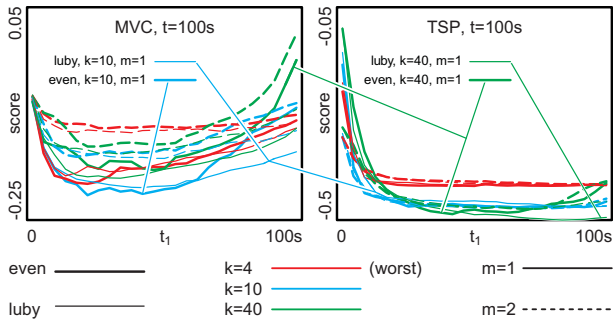 0.05
MVC, t=100s
luby, k=10, m=1
even, k=10, m=1
score
-0.25
0
t1
100s
-0.05
TSP, t=100s
luby, k=40, m=1
even, k=40, m=1
score
-0.5
0
t1
100s
even
k=4
(worst)
m=1
k=10
luby
k=40
m=2